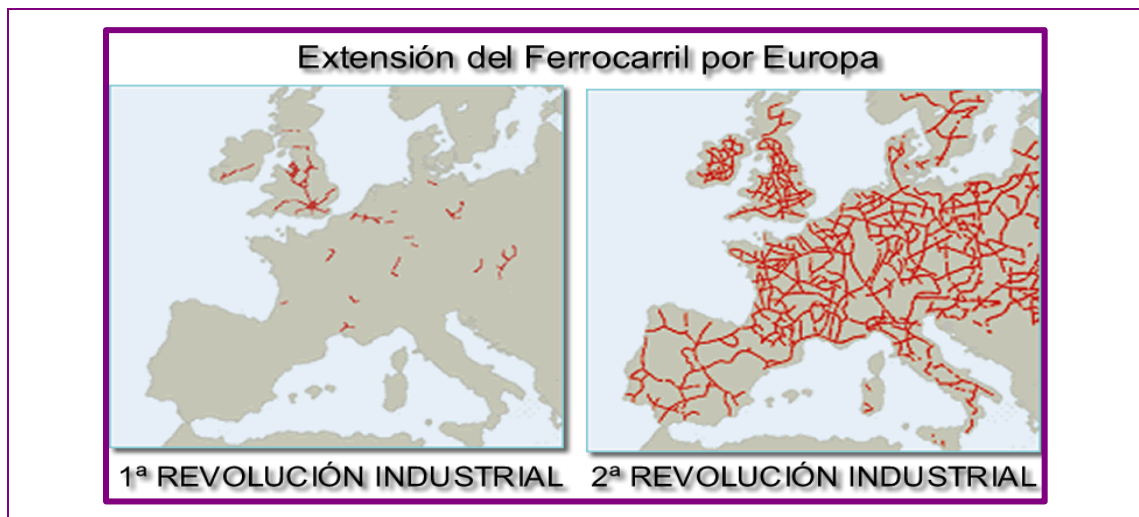 Extensión del Ferrocarril por Europa
1ª REVOLUCIÓN INDUSTRIAL
2ª REVOLUCIÓN INDUSTRIAL